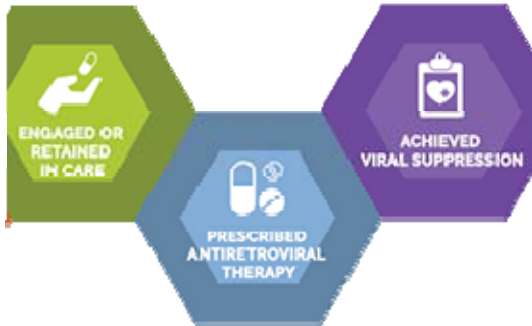 ENGAGED OR
RETAINED
IN CARE
PRESCRIBED
ANTIRETROVIRAL
THERAPY
ACHIEVED
VIRAL SUPPRESSION